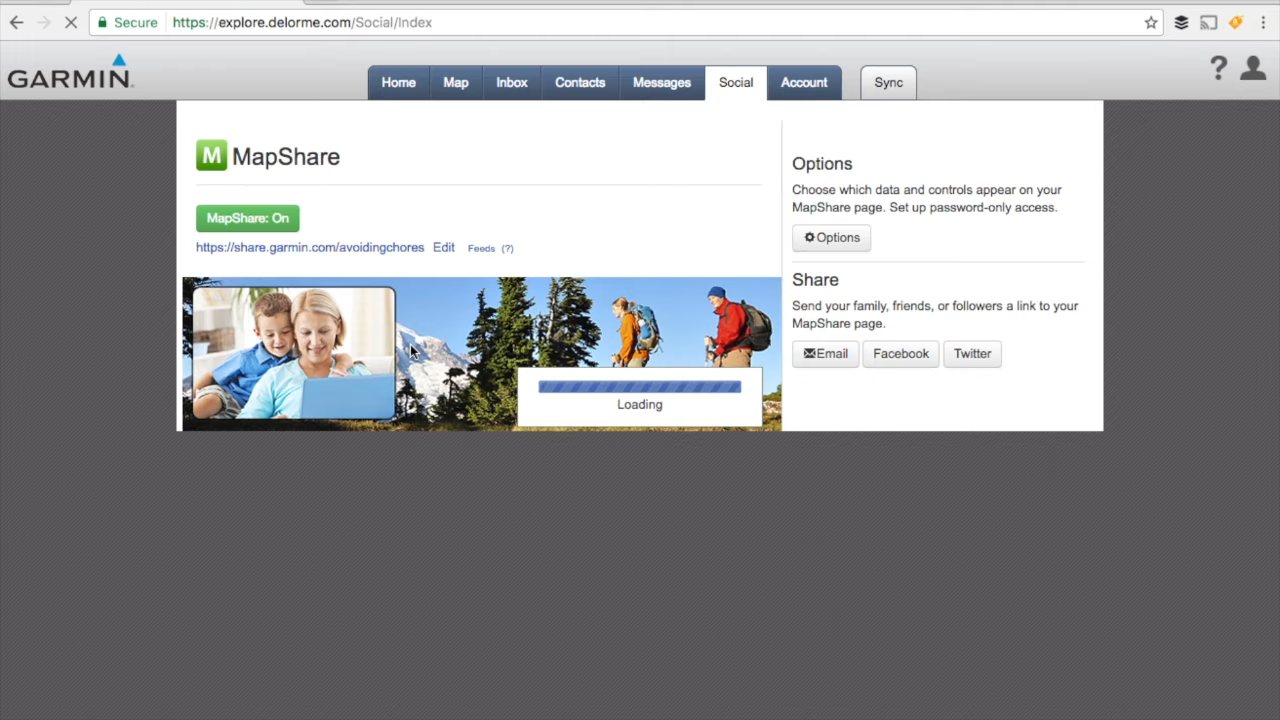 Secure https://explore.delorme.com/Social/Index
GARMIN
Home Map Inbox Contacts Messages Social Account Sync ?
M MapShare
MapShare: On
https://share.garmin.com/avoidingchores Edit Feeds (?)
Loading
Options
Choose which data and controls appear on your
MapShare page. Set up password-only access.
Options
Share
Send your family, friends, or followers a link to your
MapShare page.
Email Facebook Twitter